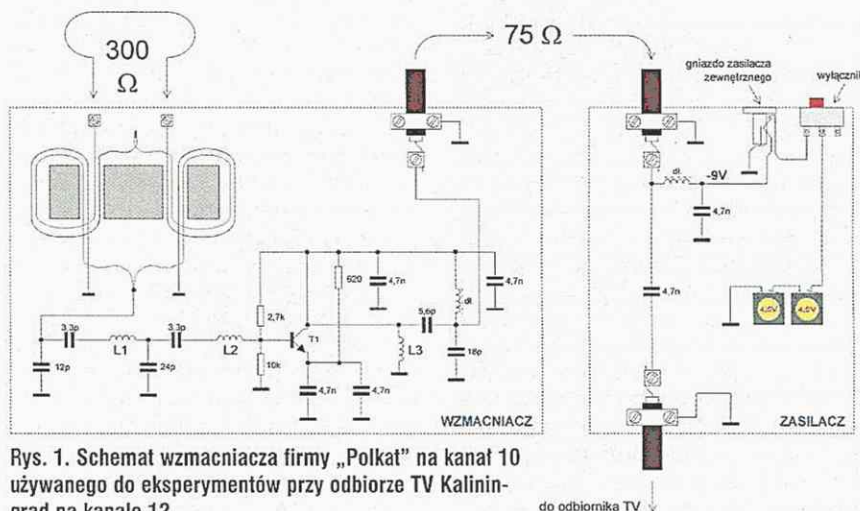 300
Ω
75 Ω
gniazdo zasilacza
zewnętrznego
wyłącznik
-9V
dł
4,7n
4,7n
4,5V
4,5V
620
4,7n
4,7n
dł
2,7k
5,6p
3,3p
3,3p
T1
L1
L2
L3
18p
12p
24p
10k
4,7n
4,7n
WZMACNIACZ
ZASILACZ
Rys. 1. Schemat wzmacniacza firmy „Polkat” na kanał 10
używanego do eksperymentów przy odbiorze TV Kalinin-
grad na kanale 12
do odbiornika TV